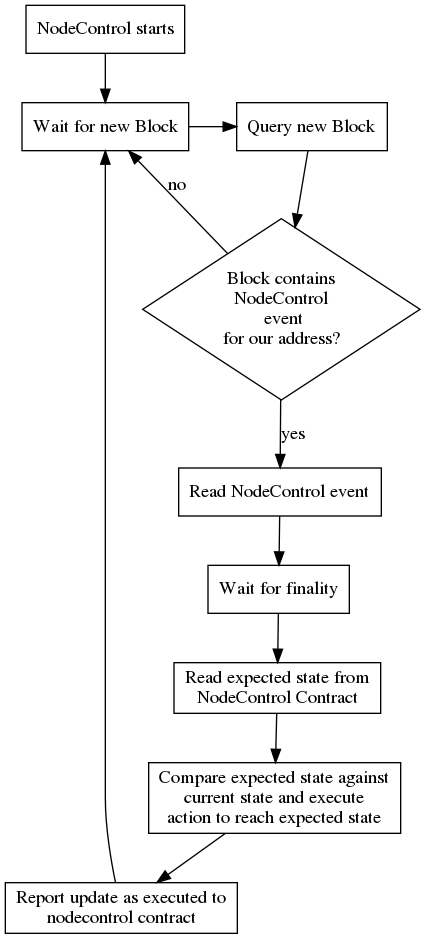 NodeControl starts
Wait for new Block
Query new Block
no
Block contains
NodeControl
event
for our address?
yes
Read NodeControl event
Wait for finality
Read expected state from
NodeControl Contract
Compare expected state against
current state and execute
action to reach expected state
Report update as executed to
nodecontrol contract